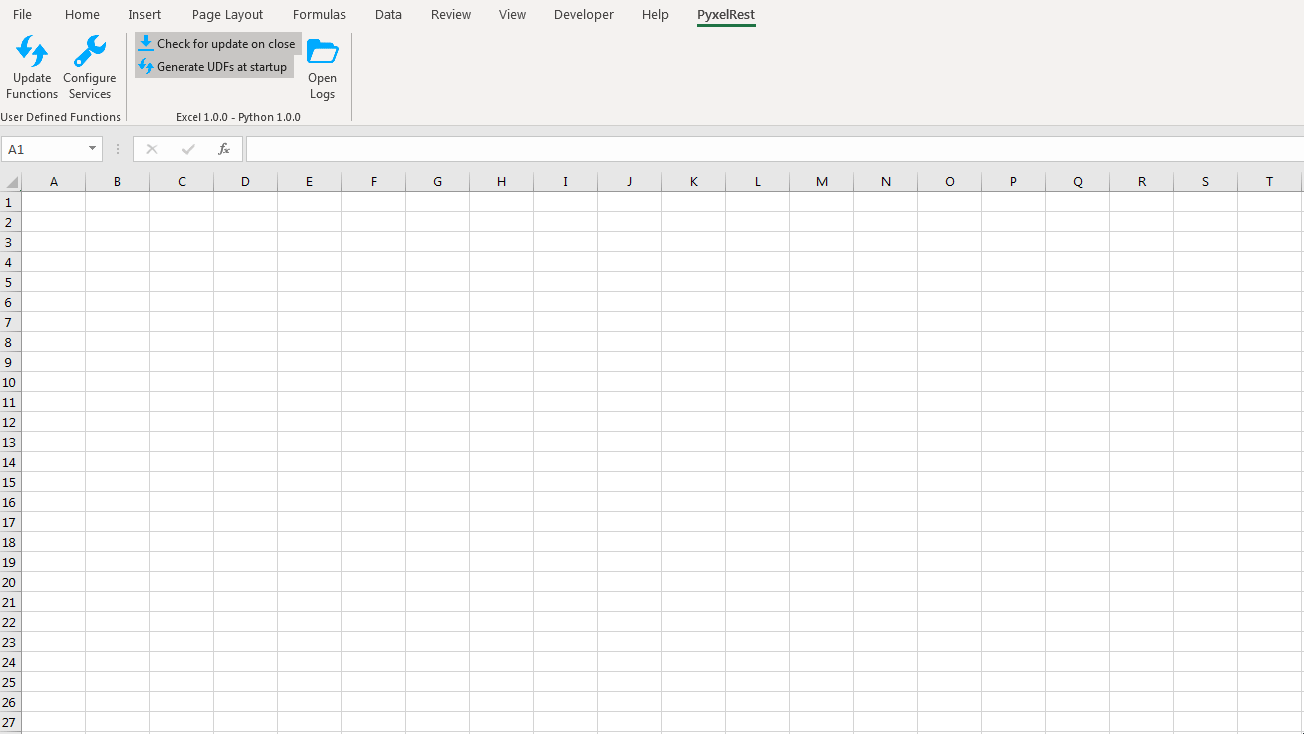 File Home Insert Page Layout Formulas Data Review View Developer Help PyxelRest
Update Functions
Configure Services
Check for update on close
Generate UDFs at startup
Open Logs
User Defined Functions
Excel 1.0.0 - Python 1.0.0
A1 fx
A B C D E F G H I J K L M N O P Q R S T
1
2
3
4
5
6
7
8
9
10
11
12
13
14
15
16
17
18
19
20
21
22
23
24
25
26
27